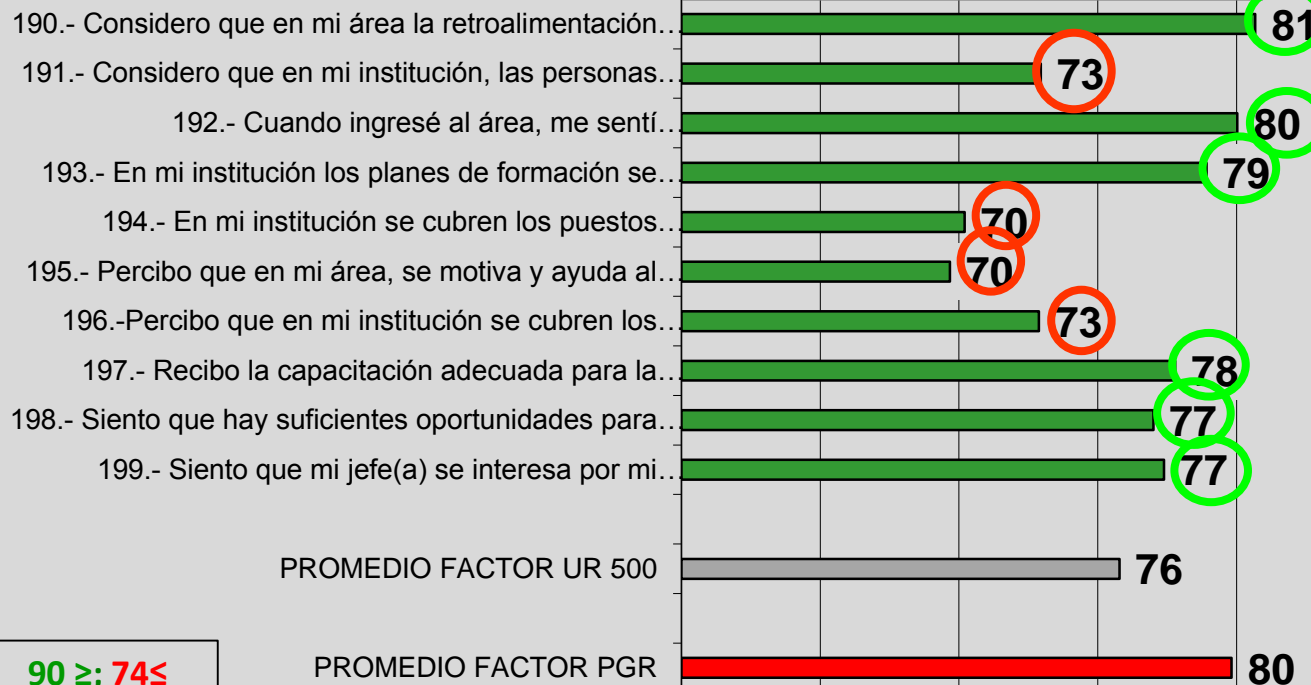 190.- Considero que en mi área la retroalimentación… 81
191.- Considero que en mi institución, las personas… 73
192.- Cuando ingresé al área, me sentí… 80
193.- En mi institución los planes de formación se… 79
194.- En mi institución se cubren los puestos… 70
195.- Percibo que en mi área, se motiva y ayuda al… 70
196.-Percibo que en mi institución se cubren los… 73
197.- Recibo la capacitación adecuada para la… 78
198.- Siento que hay suficientes oportunidades para… 77
199.- Siento que mi jefe(a) se interesa por mi… 77
PROMEDIO FACTOR UR 500 76
90 ≥; 74≤ PROMEDIO FACTOR PGR 80